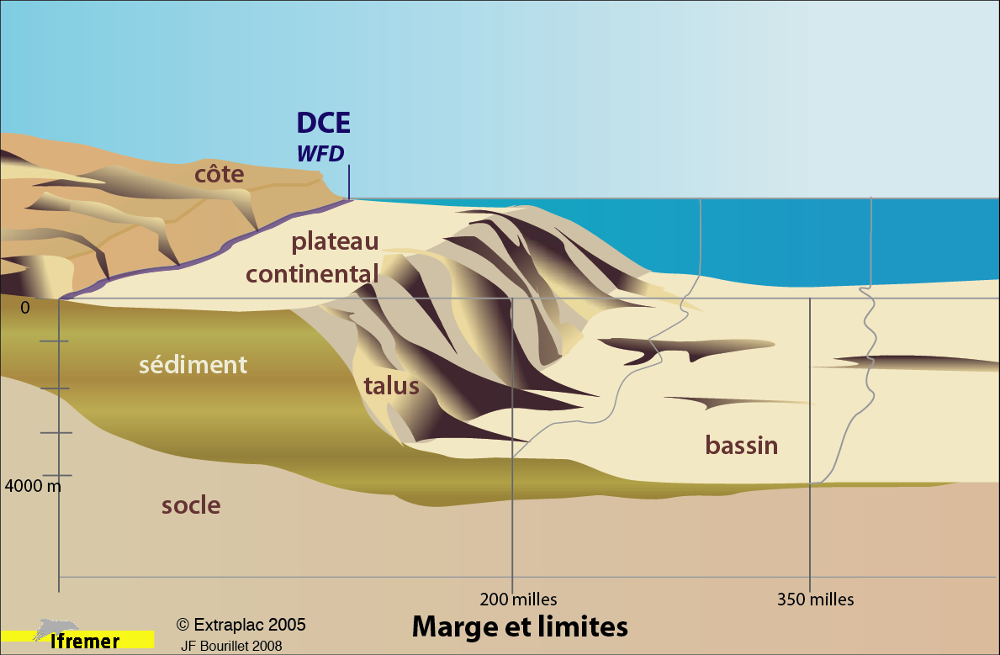 DCE
WFD
côte
plateau
continental
0
sédiment
talus
bassin
4000 m
socle
200 milles
350 milles
Marge et limites
© Extraplac 2005
JF Bourillet 2008
Ifremer